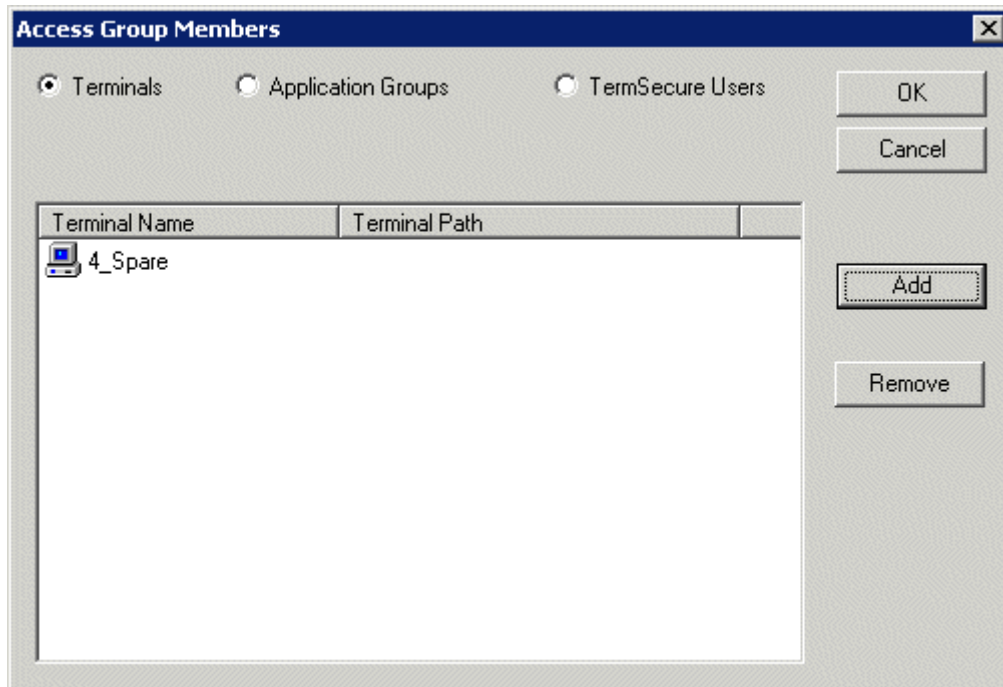 Access Group Members
Terminals Application Groups TermSecure Users
OK
Cancel
Terminal Name Terminal Path
4_Spare
Add
Remove